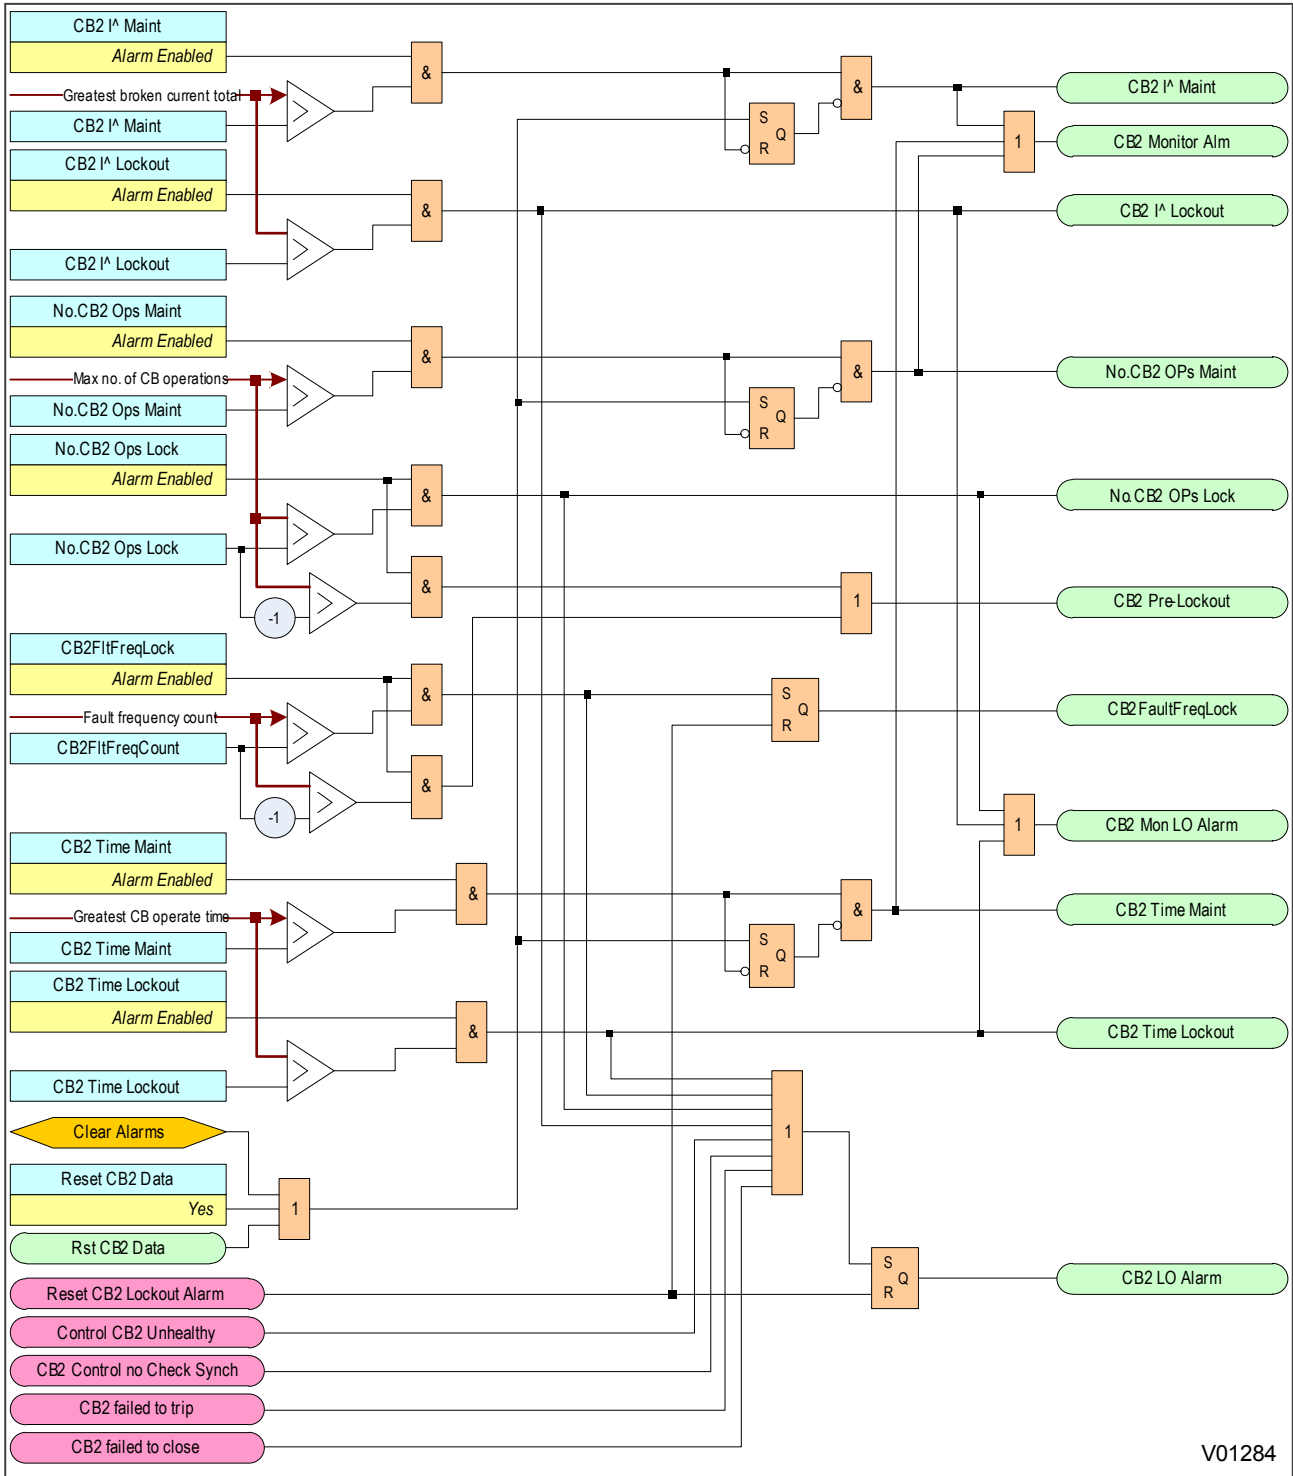 CB2 I^ Maint
Alarm Enabled
Greatest broken current total
CB2 I^ Maint
CB2 I^ Lockout
Alarm Enabled
CB2 I^ Lockout
No.CB2 Ops Maint
Alarm Enabled
Max no. of CB operations
No.CB2 Ops Maint
No.CB2 Ops Lock
Alarm Enabled
No.CB2 Ops Lock
-1
CB2FltFreqLock
Alarm Enabled
Fault frequency count
CB2FltFreqCount
-1
CB2 Time Maint
Alarm Enabled
Greatest CB operate time
CB2 Time Maint
CB2 Time Lockout
Alarm Enabled
CB2 Time Lockout
Clear Alarms
Reset CB2 Data
Yes
Rst CB2 Data
Reset CB2 Lockout Alarm
Control CB2 Unhealthy
CB2 Control no Check Synch
CB2 failed to trip
CB2 failed to close
&
&
&
&
&
&
&
&
&
1
S
Q
R
&
S
Q
R
&
1
S
Q
R
S
Q
R
&
1
S
Q
R
1
1
CB2 I^ Maint
CB2 Monitor Alm
CB2 I^ Lockout
No.CB2 OPs Maint
No.CB2 OPs Lock
CB2 Pre-Lockout
CB2FaultFreqLock
CB2 Mon LO Alarm
CB2 Time Maint
CB2 Time Lockout
CB2 LO Alarm
V01284